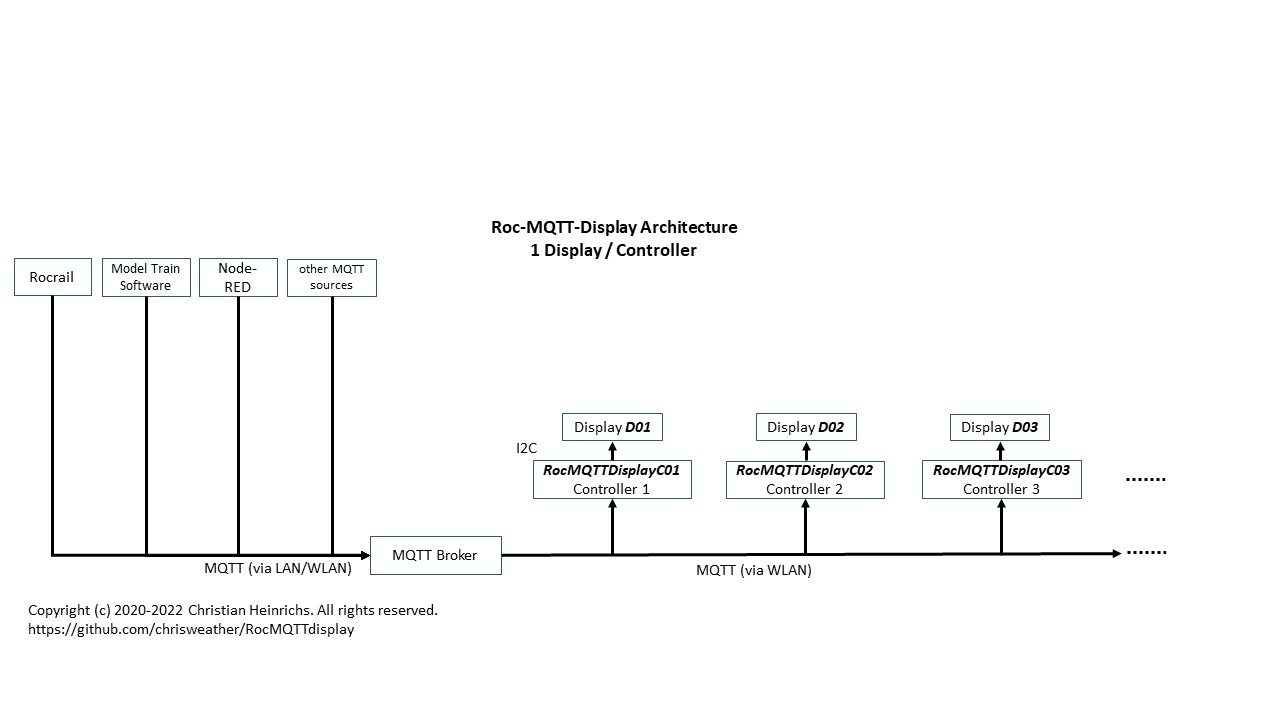 Roc-MQTT-Display Architecture
1 Display / Controller
Rocrail
Model Train
Software
Node-
RED
other MQTT
sources
Display D01
Display D02
Display D03
I2C
RocMQTTDisplayC01
Controller 1
RocMQTTDisplayC02
Controller 2
RocMQTTDisplayC03
Controller 3
.......
MQTT Broker
.......
MQTT (via LAN/WLAN)
MQTT (via WLAN)
Copyright (c) 2020-2022 Christian Heinrichs. All rights reserved.
https://github.com/chrisweather/RocMQTTdisplay